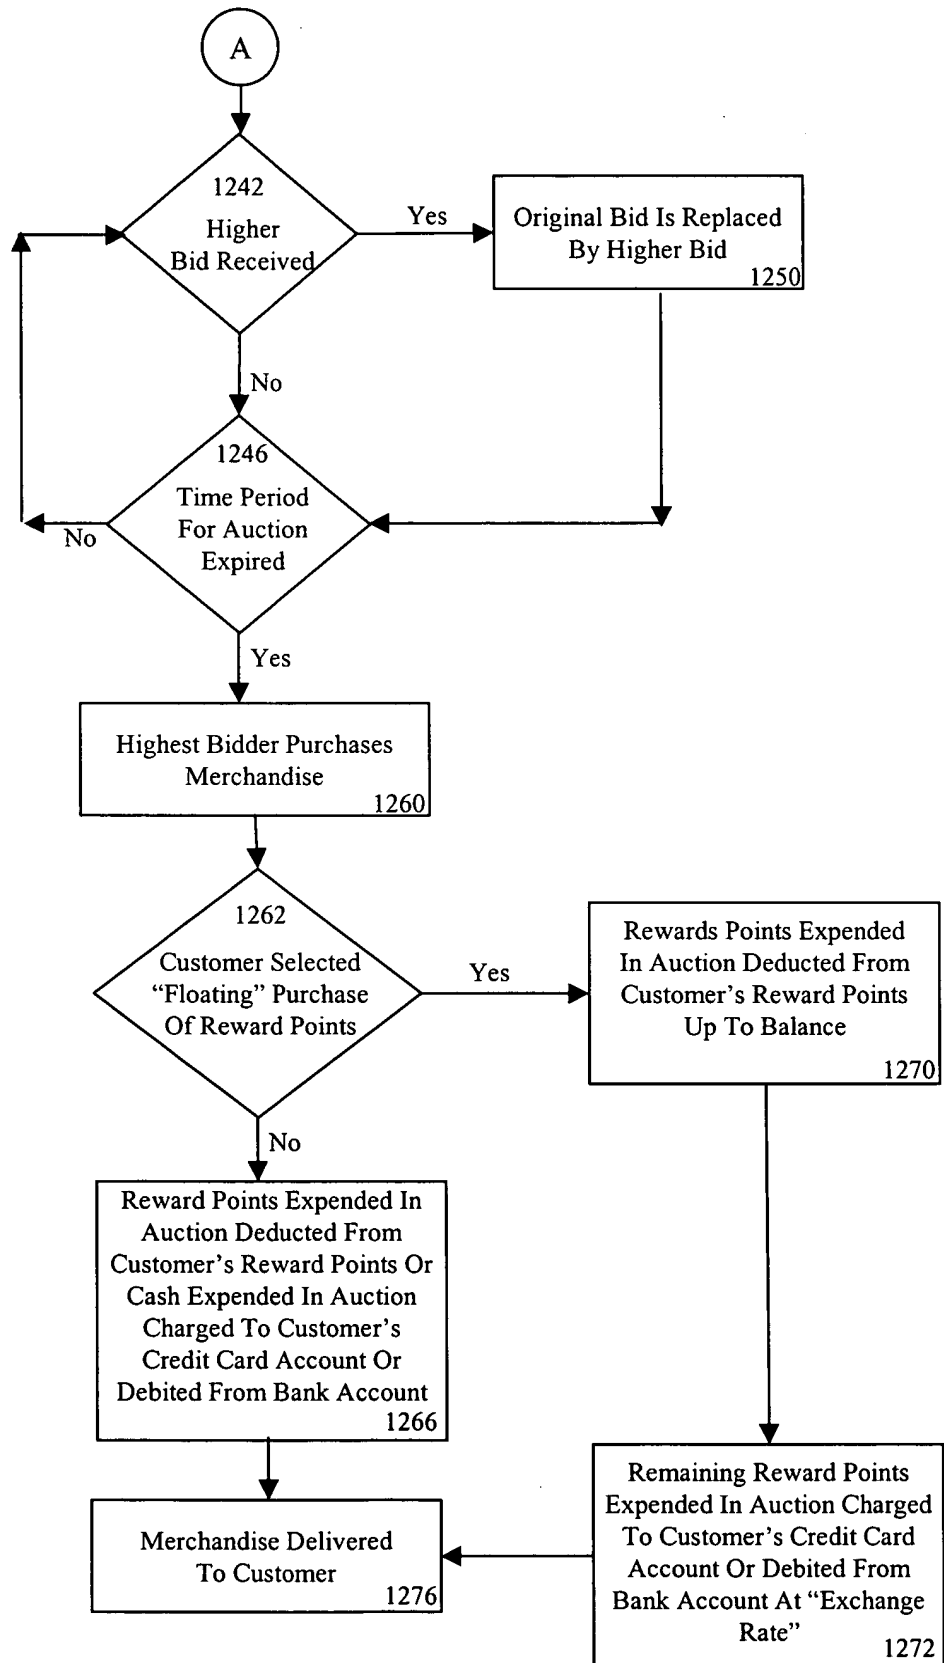 A
1242
Higher
Bid Received
Yes
Original Bid Is Replaced
By Higher Bid
1250
No
1246
Time Period
For Auction
Expired
No
Yes
Highest Bidder Purchases
Merchandise
1260
1262
Customer Selected
“Floating” Purchase
Of Reward Points
Yes
Rewards Points Expended
In Auction Deducted From
Customer’s Reward Points
Up To Balance
1270
No
Reward Points Expended In
Auction Deducted From
Customer’s Reward Points Or
Cash Expended In Auction
Charged To Customer’s
Credit Card Account Or
Debited From Bank Account
1266
Remaining Reward Points
Expended In Auction Charged
To Customer’s Credit Card
Account Or Debited From
Bank Account At “Exchange
Rate”
1272
Merchandise Delivered
To Customer
1276